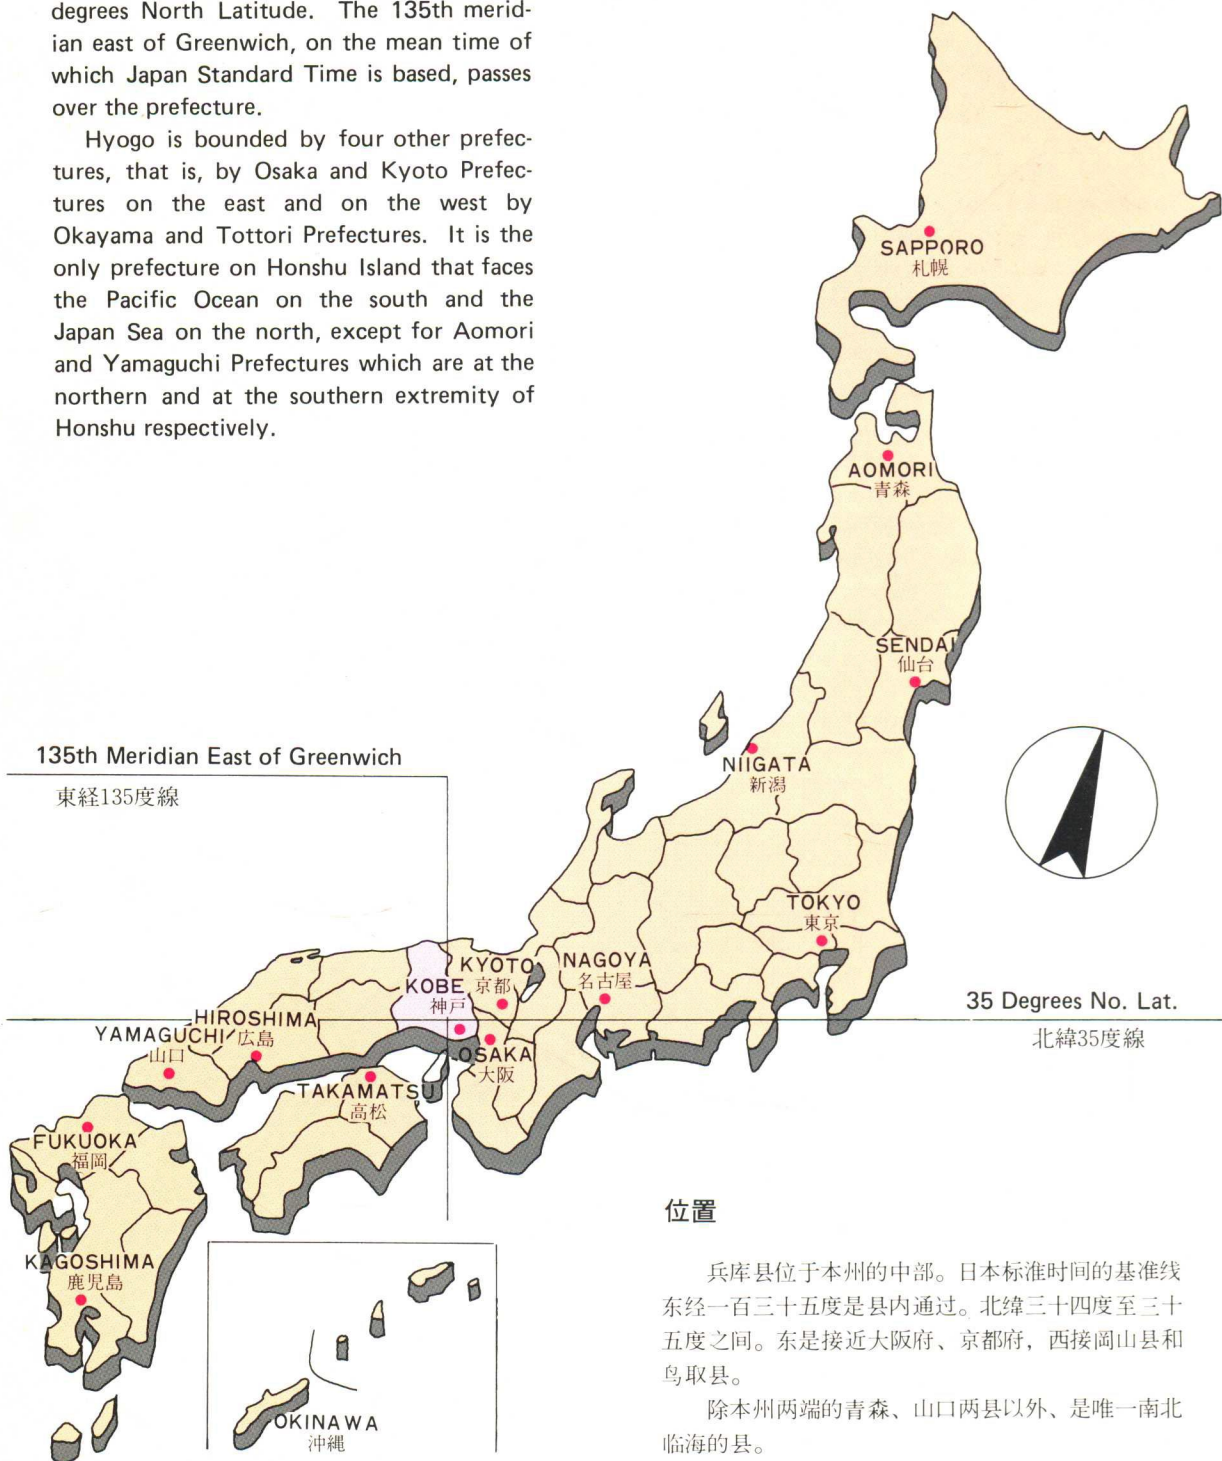 degrees North Latitude. The 135th merid-
ian east of Greenwich, on the mean time of
which Japan Standard Time is based, passes
over the prefecture.
Hyogo is bounded by four other prefec-
tures, that is, by Osaka and Kyoto Prefec-
tures on the east and on the west by
Okayama and Tottori Prefectures. It is the
only prefecture on Honshu Island that faces
the Pacific Ocean on the south and the
Japan Sea on the north, except for Aomori
and Yamaguchi Prefectures which are at the
northern and at the southern extremity of
Honshu respectively.
SAPPORO
札幌
AOMORI
青森
SENDAI
仙台
NIIGATA
新潟
135th Meridian East of Greenwich
東経135度線
TOKYO
東京
NAGOYA
名古屋
KYOTO
京都
KOBE
神戸
35 Degrees No. Lat.
北緯35度線
HIROSHIMA
広島
YAMAGUCHI
山口
OSAKA
大阪
TAKAMATSU
高松
FUKUOKA
福岡
KAGOSHIMA
鹿児島
OKINAWA
沖縄
位置
兵库县位于本州的中部。日本标准时间的基准线
东经一百三十五度是县内通过。北纬三十四度至三十
五度之间。东是接近大阪府、京都府，西接岡山县和
鸟取县。
除本州两端的青森、山口两县以外、是唯一南北
临海的县。